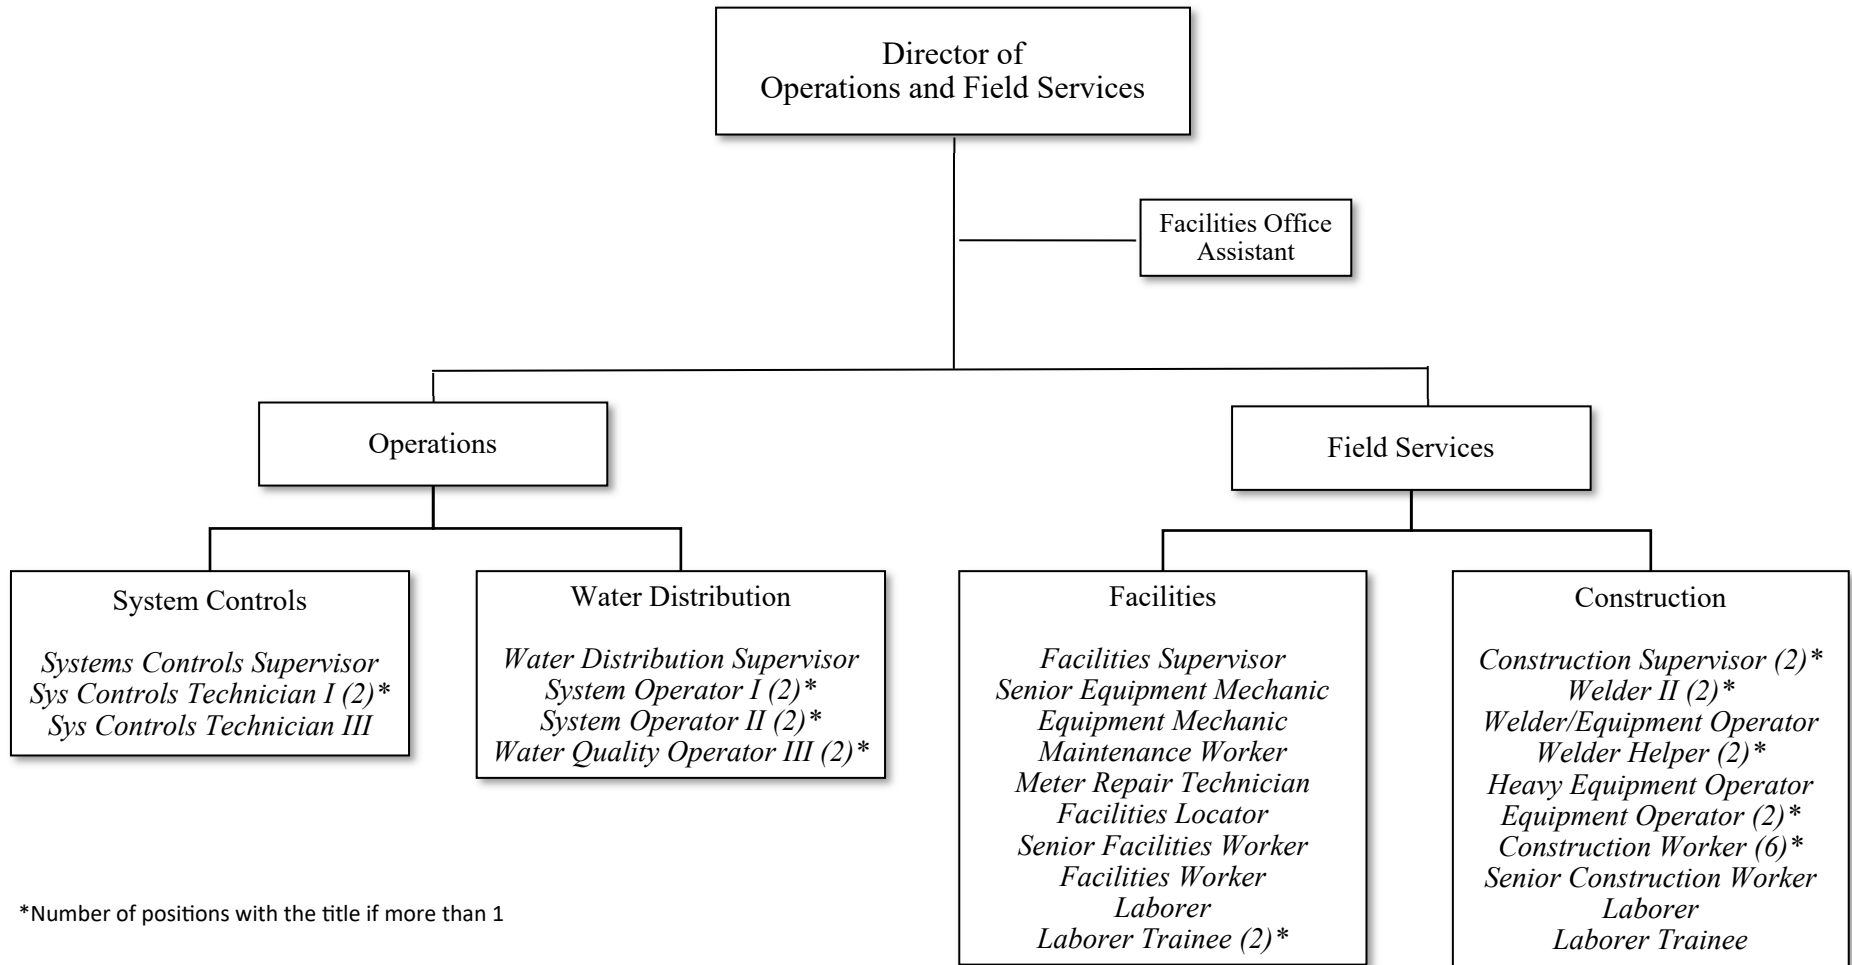 Director of
Operations and Field Services
Facilities Office
Assistant
Operations
Field Services
System Controls
Systems Controls Supervisor
Sys Controls Technician I (2)*
Sys Controls Technician III
Water Distribution
Water Distribution Supervisor
System Operator I (2)*
System Operator II (2)*
Water Quality Operator III (2)*
Facilities
Facilities Supervisor
Senior Equipment Mechanic
Equipment Mechanic
Maintenance Worker
Meter Repair Technician
Facilities Locator
Senior Facilities Worker
Facilities Worker
Laborer
Laborer Trainee (2)*
Construction
Construction Supervisor (2)*
Welder II (2)*
Welder/Equipment Operator
Welder Helper (2)*
Heavy Equipment Operator
Equipment Operator (2)*
Construction Worker (6)*
Senior Construction Worker
Laborer
Laborer Trainee
*Number of positions with the title if more than 1